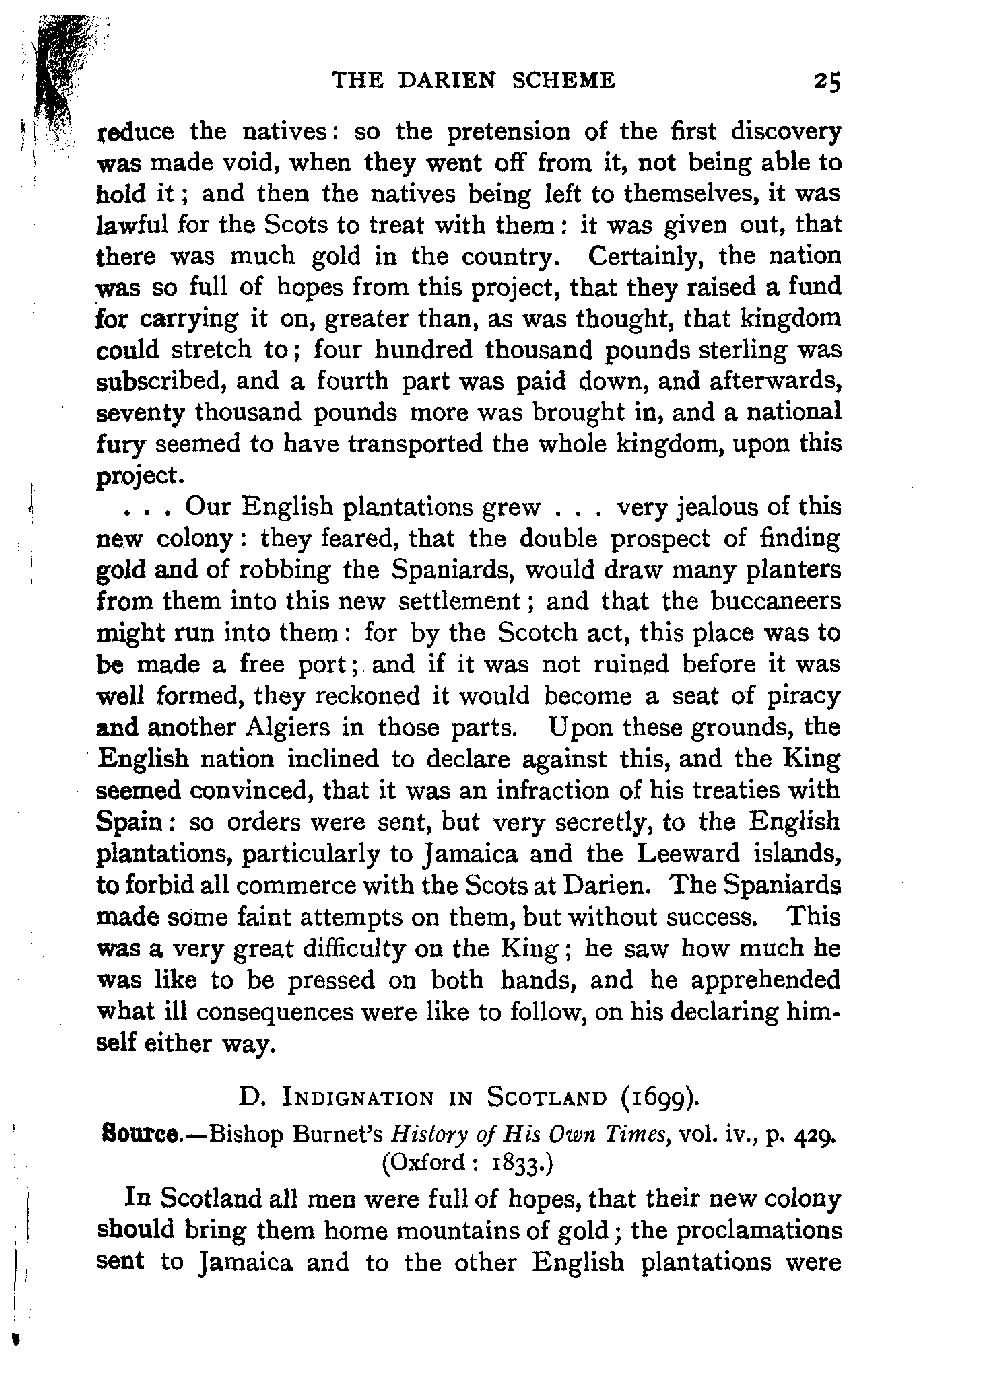 THE DARIEN SCHEME 25
reduce the natives: so the pretension of the first discovery
was made void, when they went off from it, not being able to
hold it; and then the natives being left to themselves, it was
lawful for the Scots to treat with them: it was given out, that
there was much gold in the country. Certainly, the nation
was so full of hopes from this project, that they raised a fund
for carrying it on, greater than, as was thought, that kingdom
could stretch to; four hundred thousand pounds sterling was
subscribed, and a fourth part was paid down, and afterwards,
seventy thousand pounds more was brought in, and a national
fury seemed to have transported the whole kingdom, upon this
project.
. . . Our English plantations grew . . . very jealous of this
new colony: they feared, that the double prospect of finding
gold and of robbing the Spaniards, would draw many planters
from them into this new settlement; and that the buccaneers
might run into them: for by the Scotch act, this place was to
be made a free port; and if it was not ruined before it was
well formed, they reckoned it would become a seat of piracy
and another Algiers in those parts. Upon these grounds, the
English nation inclined to declare against this, and the King
seemed convinced, that it was an infraction of his treaties with
Spain: so orders were sent, but very secretly, to the English
plantations, particularly to Jamaica and the Leeward islands,
to forbid all commerce with the Scots at Darien. The Spaniards
made some faint attempts on them, but without success. This
was a very great difficulty on the King; he saw how much he
was like to be pressed on both hands, and he apprehended
what ill consequences were like to follow, on his declaring him-
self either way.
D. INDIGNATION IN SCOTLAND (1699).
Source.—Bishop Burnet's History of His Own Times, vol. iv., p. 429.
(Oxford: 1833.)
In Scotland all men were full of hopes, that their new colony
should bring them home mountains of gold; the proclamations
sent to Jamaica and to the other English plantations were